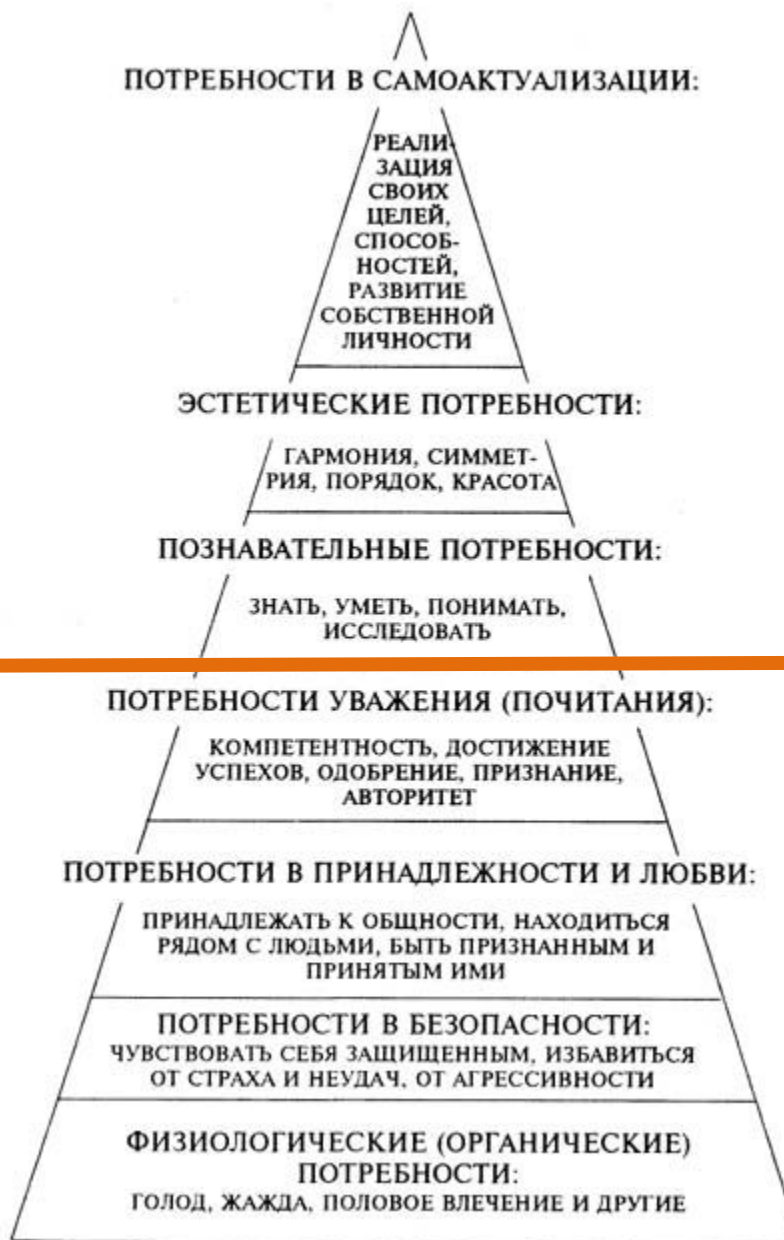 ПОТРЕБНОСТИ В САМОАКТУАЛИЗАЦИИ:
РЕАЛИ-
ЗАЦИЯ
СВОИХ
ЦЕЛЕЙ,
СПОСОБ-
НОСТЕЙ,
РАЗВИТИЕ
СОБСТВЕННОЙ
ЛИЧНОСТИ
ЭСТЕТИЧЕСКИЕ ПОТРЕБНОСТИ:
ГАРМОНИЯ, СИММЕТ-
РИЯ, ПОРЯДОК, КРАСОТА
ПОЗНАВАТЕЛЬНЫЕ ПОТРЕБНОСТИ:
ЗНАТЬ, УМЕТЬ, ПОНИМАТЬ,
ИССЛЕДОВАТЬ
ПОТРЕБНОСТИ УВАЖЕНИЯ (ПОЧИТАНИЯ):
КОМПЕТЕНТНОСТЬ, ДОСТИЖЕНИЕ
УСПЕХОВ, ОДОБРЕНИЕ, ПРИЗНАНИЕ,
АВТОРИТЕТ
ПОТРЕБНОСТИ В ПРИНАДЛЕЖНОСТИ И ЛЮБВИ:
ПРИНАДЛЕЖАТЬ К ОБЩНОСТИ, НАХОДИТЬСЯ
РЯДОМ С ЛЮДЬМИ, БЫТЬ ПРИЗНАННЫМ И
ПРИНЯТЫМ ИМИ
ПОТРЕБНОСТИ В БЕЗОПАСНОСТИ:
ЧУВСТВОВАТЬ СЕБЯ ЗАЩИЩЕННЫМ, ИЗБАВИТЬСЯ
ОТ СТРАХА И НЕУДАЧ, ОТ АГРЕССИВНОСТИ
ФИЗИОЛОГИЧЕСКИЕ (ОРГАНИЧЕСКИЕ)
ПОТРЕБНОСТИ:
ГОЛОД, ЖАЖДА, ПОЛОВОЕ ВЛЕЧЕНИЕ И ДРУГИЕ